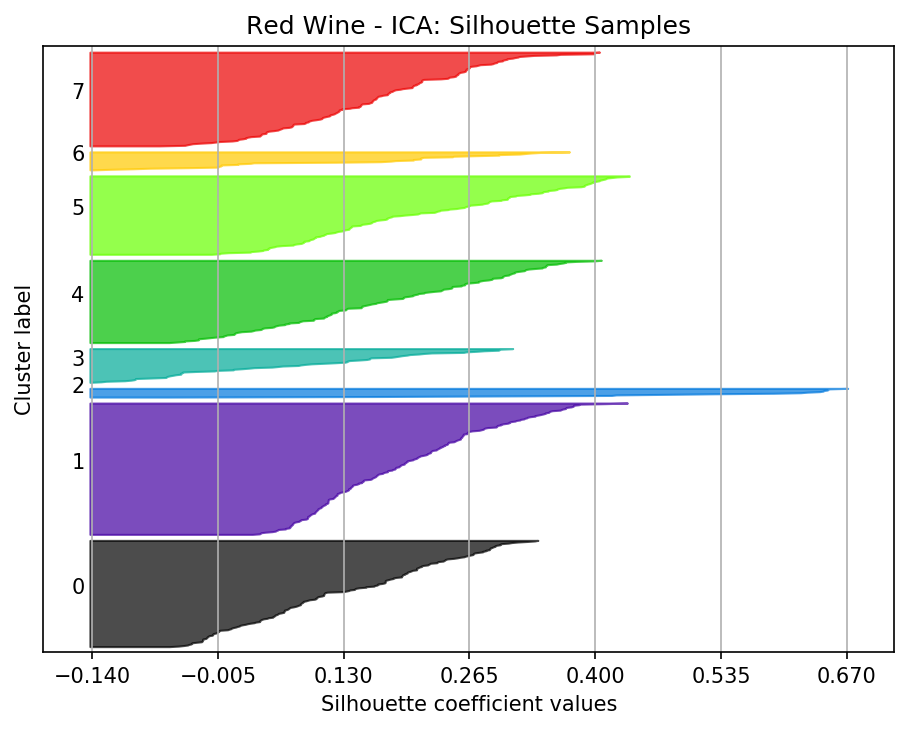 Red Wine - ICA: Silhouette Samples
7
6
5
4
3
2
1
0
Cluster label
−0.140 −0.005 0.130 0.265 0.400 0.535 0.670
Silhouette coefficient values